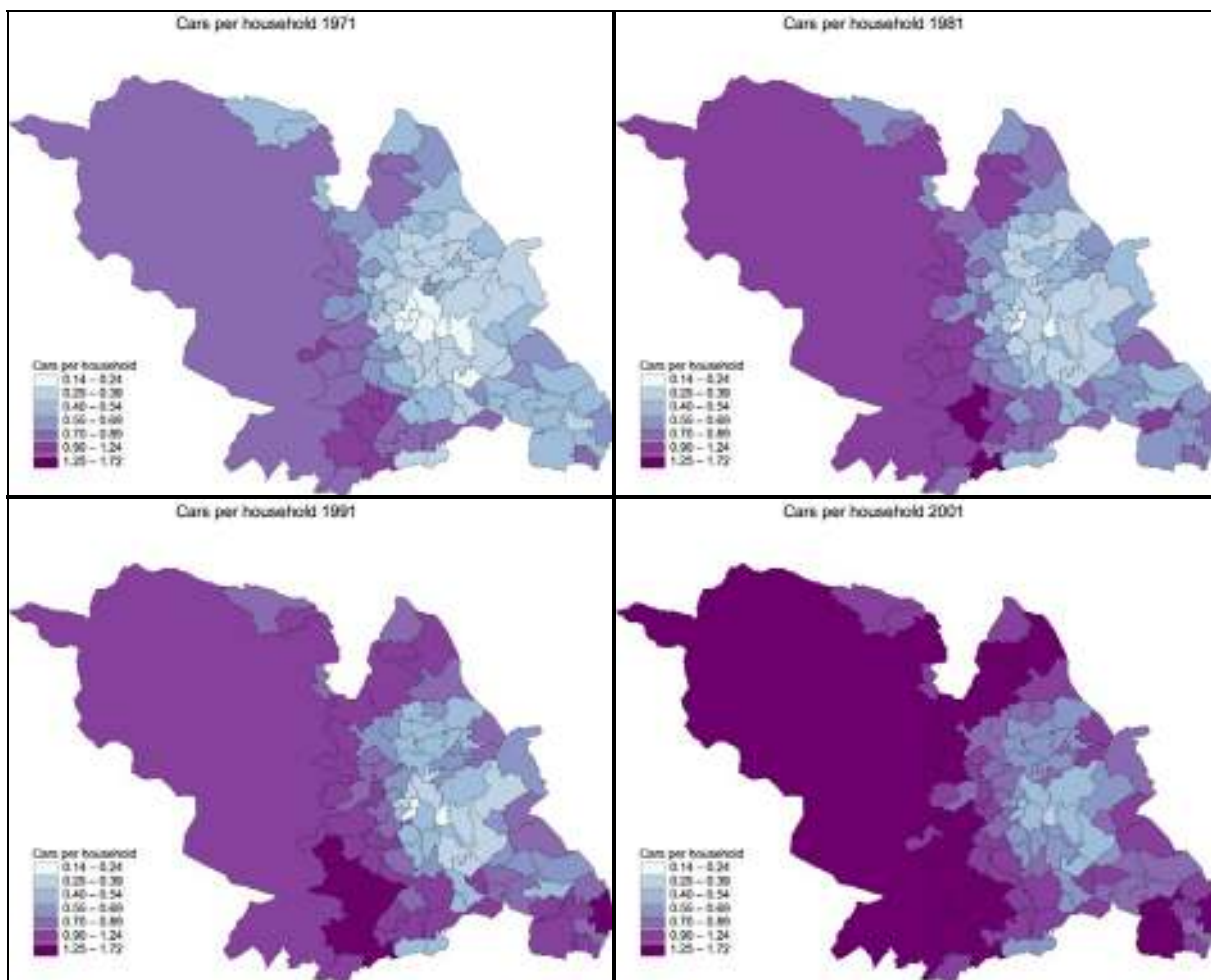 Cars per household 1971
Cars per household
0.14 – 0.24
0.25 – 0.39
0.40 – 0.54
0.55 – 0.69
0.70 – 0.89
0.90 – 1.24
1.25 – 1.72
Cars per household 1981
Cars per household
0.14 – 0.24
0.25 – 0.39
0.40 – 0.54
0.55 – 0.69
0.70 – 0.89
0.90 – 1.24
1.25 – 1.72
Cars per household 1991
Cars per household
0.14 – 0.24
0.25 – 0.39
0.40 – 0.54
0.55 – 0.69
0.70 – 0.89
0.90 – 1.24
1.25 – 1.72
Cars per household 2001
Cars per household
0.14 – 0.24
0.25 – 0.39
0.40 – 0.54
0.55 – 0.69
0.70 – 0.89
0.90 – 1.24
1.25 – 1.72